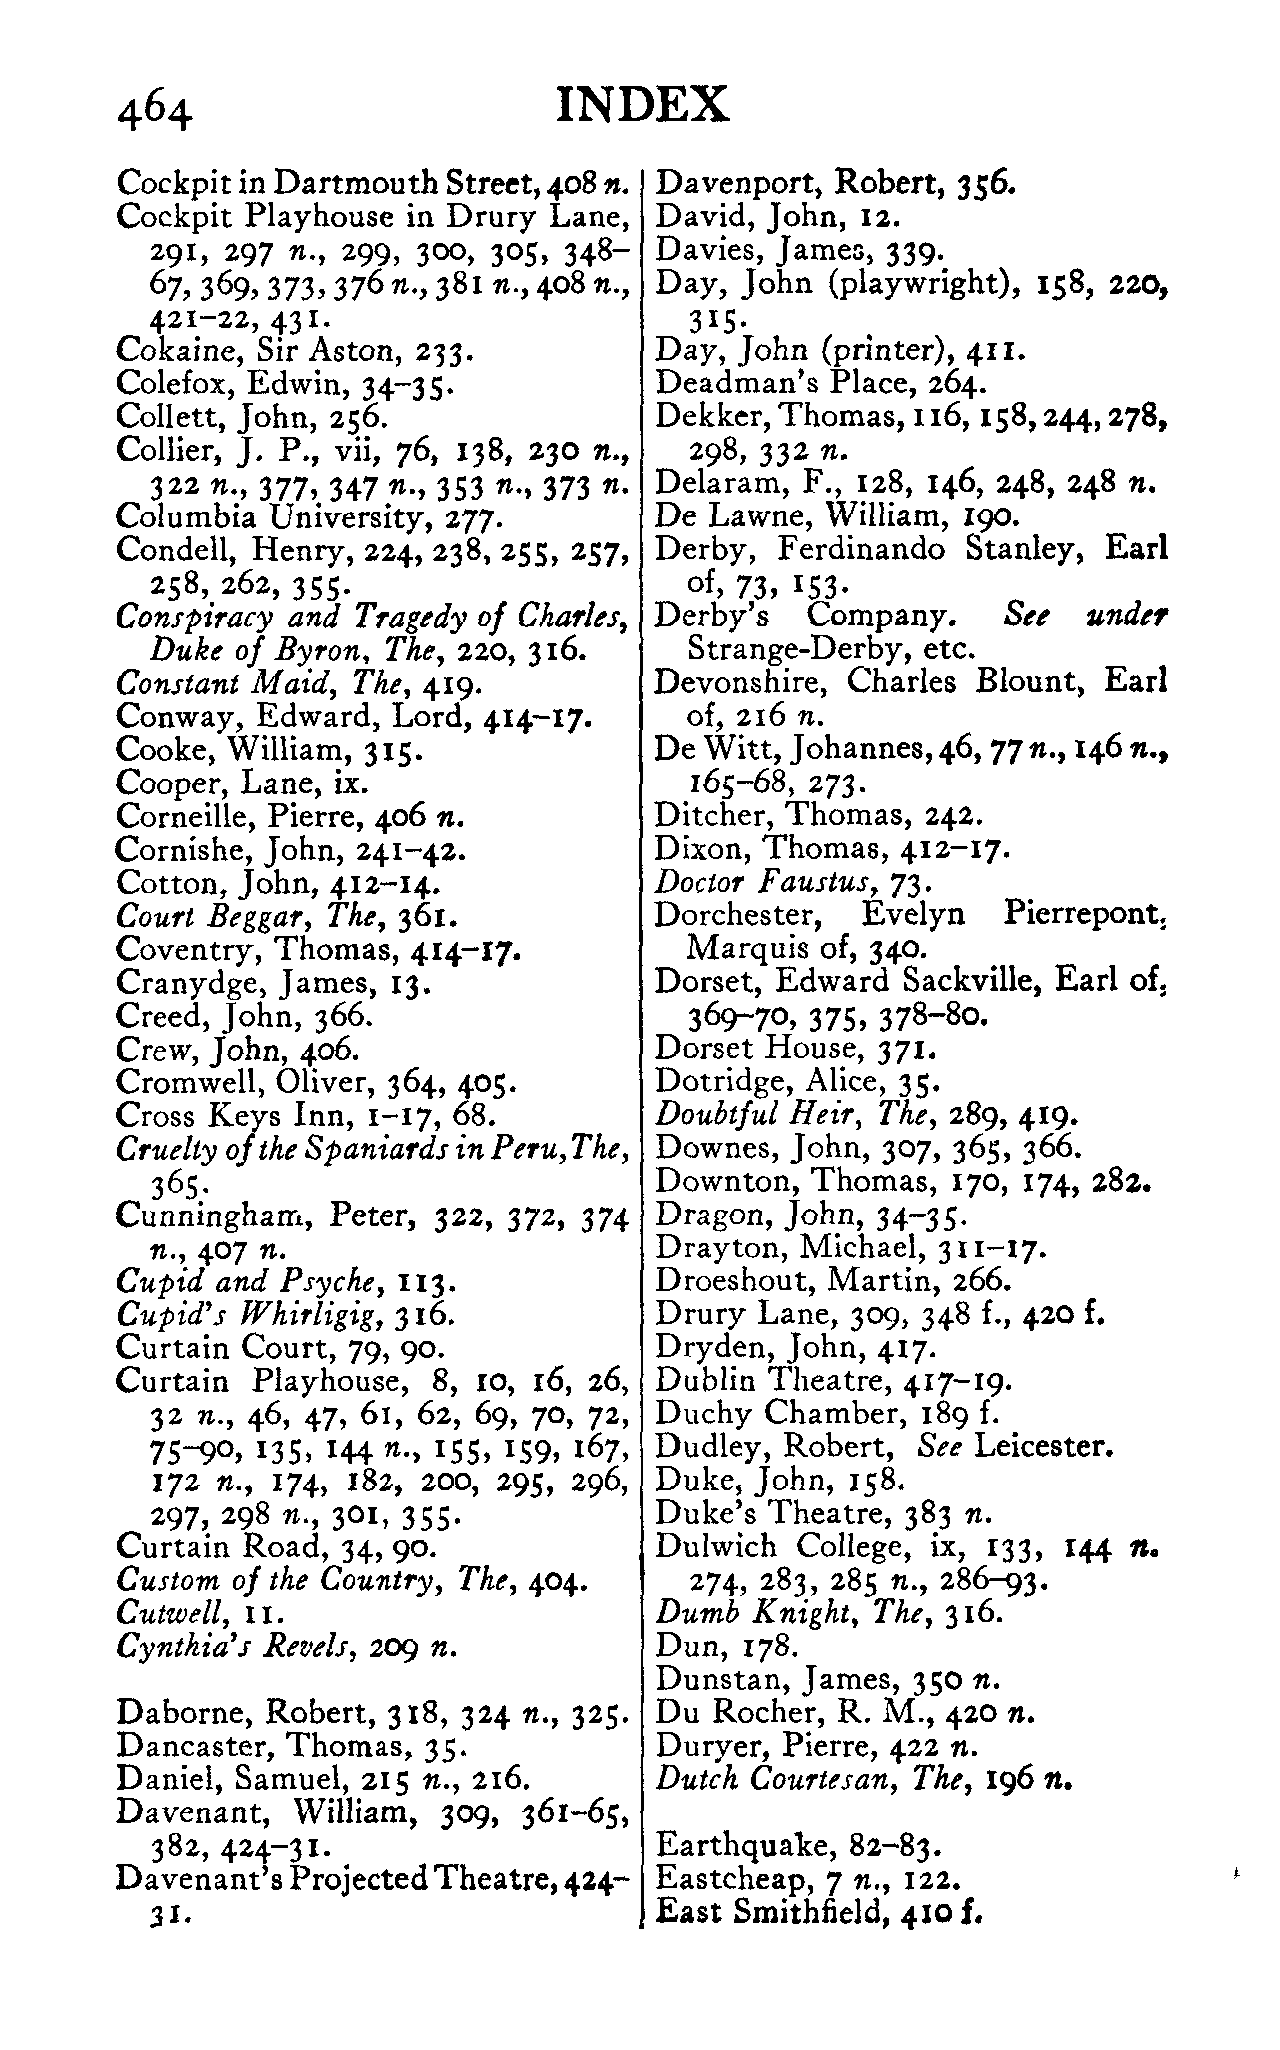 464
INDEX
Cockpit in Dartmouth Street, 408 n.
Cockpit Playhouse in Drury Lane,
291, 297 n., 299, 300, 305, 348–
67, 369, 373, 376 n., 381 n., 408 n.,
421–22, 431.
Cokaine, Sir Aston, 233.
Colefox, Edwin, 34–35.
Collett, John, 256.
Collier, J. P., vii, 76, 138, 230 n.,
322 n., 377, 347 n., 353 n., 373 n.
Columbia University, 277.
Condell, Henry, 224, 238, 255, 257,
258, 262, 355.
Conspiracy and Tragedy of Charles,
Duke of Byron, The, 220, 316.
Constant Maid, The, 419.
Conway, Edward, Lord, 414–17.
Cooke, William, 315.
Cooper, Lane, ix.
Corneille, Pierre, 406 n.
Cornishe, John, 241–42.
Cotton, John, 412–14.
Court Beggar, The, 361.
Coventry, Thomas, 414–17.
Cranydge, James, 13.
Creed, John, 366.
Crew, John, 406.
Cromwell, Oliver, 364, 405.
Cross Keys Inn, 1–17, 68.
Cruelty of the Spaniards in Peru, The,
365.
Cunningham, Peter, 322, 372, 374
n., 407 n.
Cupid and Psyche, 113.
Cupid's Whirligig, 316.
Curtain Court, 79, 90.
Curtain Playhouse, 8, 10, 16, 26,
32 n., 46, 47, 61, 62, 69, 70, 72,
75–90, 135, 144 n., 155, 159, 167,
172 n., 174, 182, 200, 295, 296,
297, 298 n., 301, 355.
Curtain Road, 34, 90.
Custom of the Country, The, 404.
Cutwell, 11.
Cynthia's Revels, 209 n.
Daborne, Robert, 318, 324 n., 325.
Dancaster, Thomas, 35.
Daniel, Samuel, 215 n., 216.
Davenant, William, 309, 361–65,
382, 424–31.
Davenant's Projected Theatre, 424–
31.
Davenport, Robert, 356.
David, John, 12.
Davies, James, 339.
Day, John (playwright), 158, 220,
315.
Day, John (printer), 411.
Deadman's Place, 264.
Dekker, Thomas, 116, 158, 244, 278,
298, 332 n.
Delaram, F., 128, 146, 248, 248 n.
De Lawne, William, 190.
Derby, Ferdinando Stanley, Earl
of, 73, 153.
Derby's Company. See under
Strange-Derby, etc.
Devonshire, Charles Blount, Earl
of, 216 n.
De Witt, Johannes, 46, 77 n., 146 n.,
165–68, 273.
Ditcher, Thomas, 242.
Dixon, Thomas, 412–17.
Doctor Faustus, 73.
Dorchester, Evelyn Pierrepont,
Marquis of, 340.
Dorset, Edward Sackville, Earl of,
369–70, 375, 378–80.
Dorset House, 371.
Dotridge, Alice, 35.
Doubtful Heir, The, 289, 419.
Downes, John, 307, 365, 366.
Downton, Thomas, 170, 174, 282.
Dragon, John, 34–35.
Drayton, Michael, 311–17.
Droeshout, Martin, 266.
Drury Lane, 309, 348 f., 420 f.
Dryden, John, 417.
Dublin Theatre, 417–19.
Duchy Chamber, 189 f.
Dudley, Robert, See Leicester.
Duke, John, 158.
Duke's Theatre, 383 n.
Dulwich College, ix, 133, 144 n.
274, 283, 285 n., 286–93.
Dumb Knight, The, 316.
Dun, 178.
Dunstan, James, 350 n.
Du Rocher, R. M., 420 n.
Duryer, Pierre, 422 n.
Dutch Courtesan, The, 196 n.
Earthquake, 82–83.
Eastcheap, 7 n., 122.
East Smithfield, 410 f.